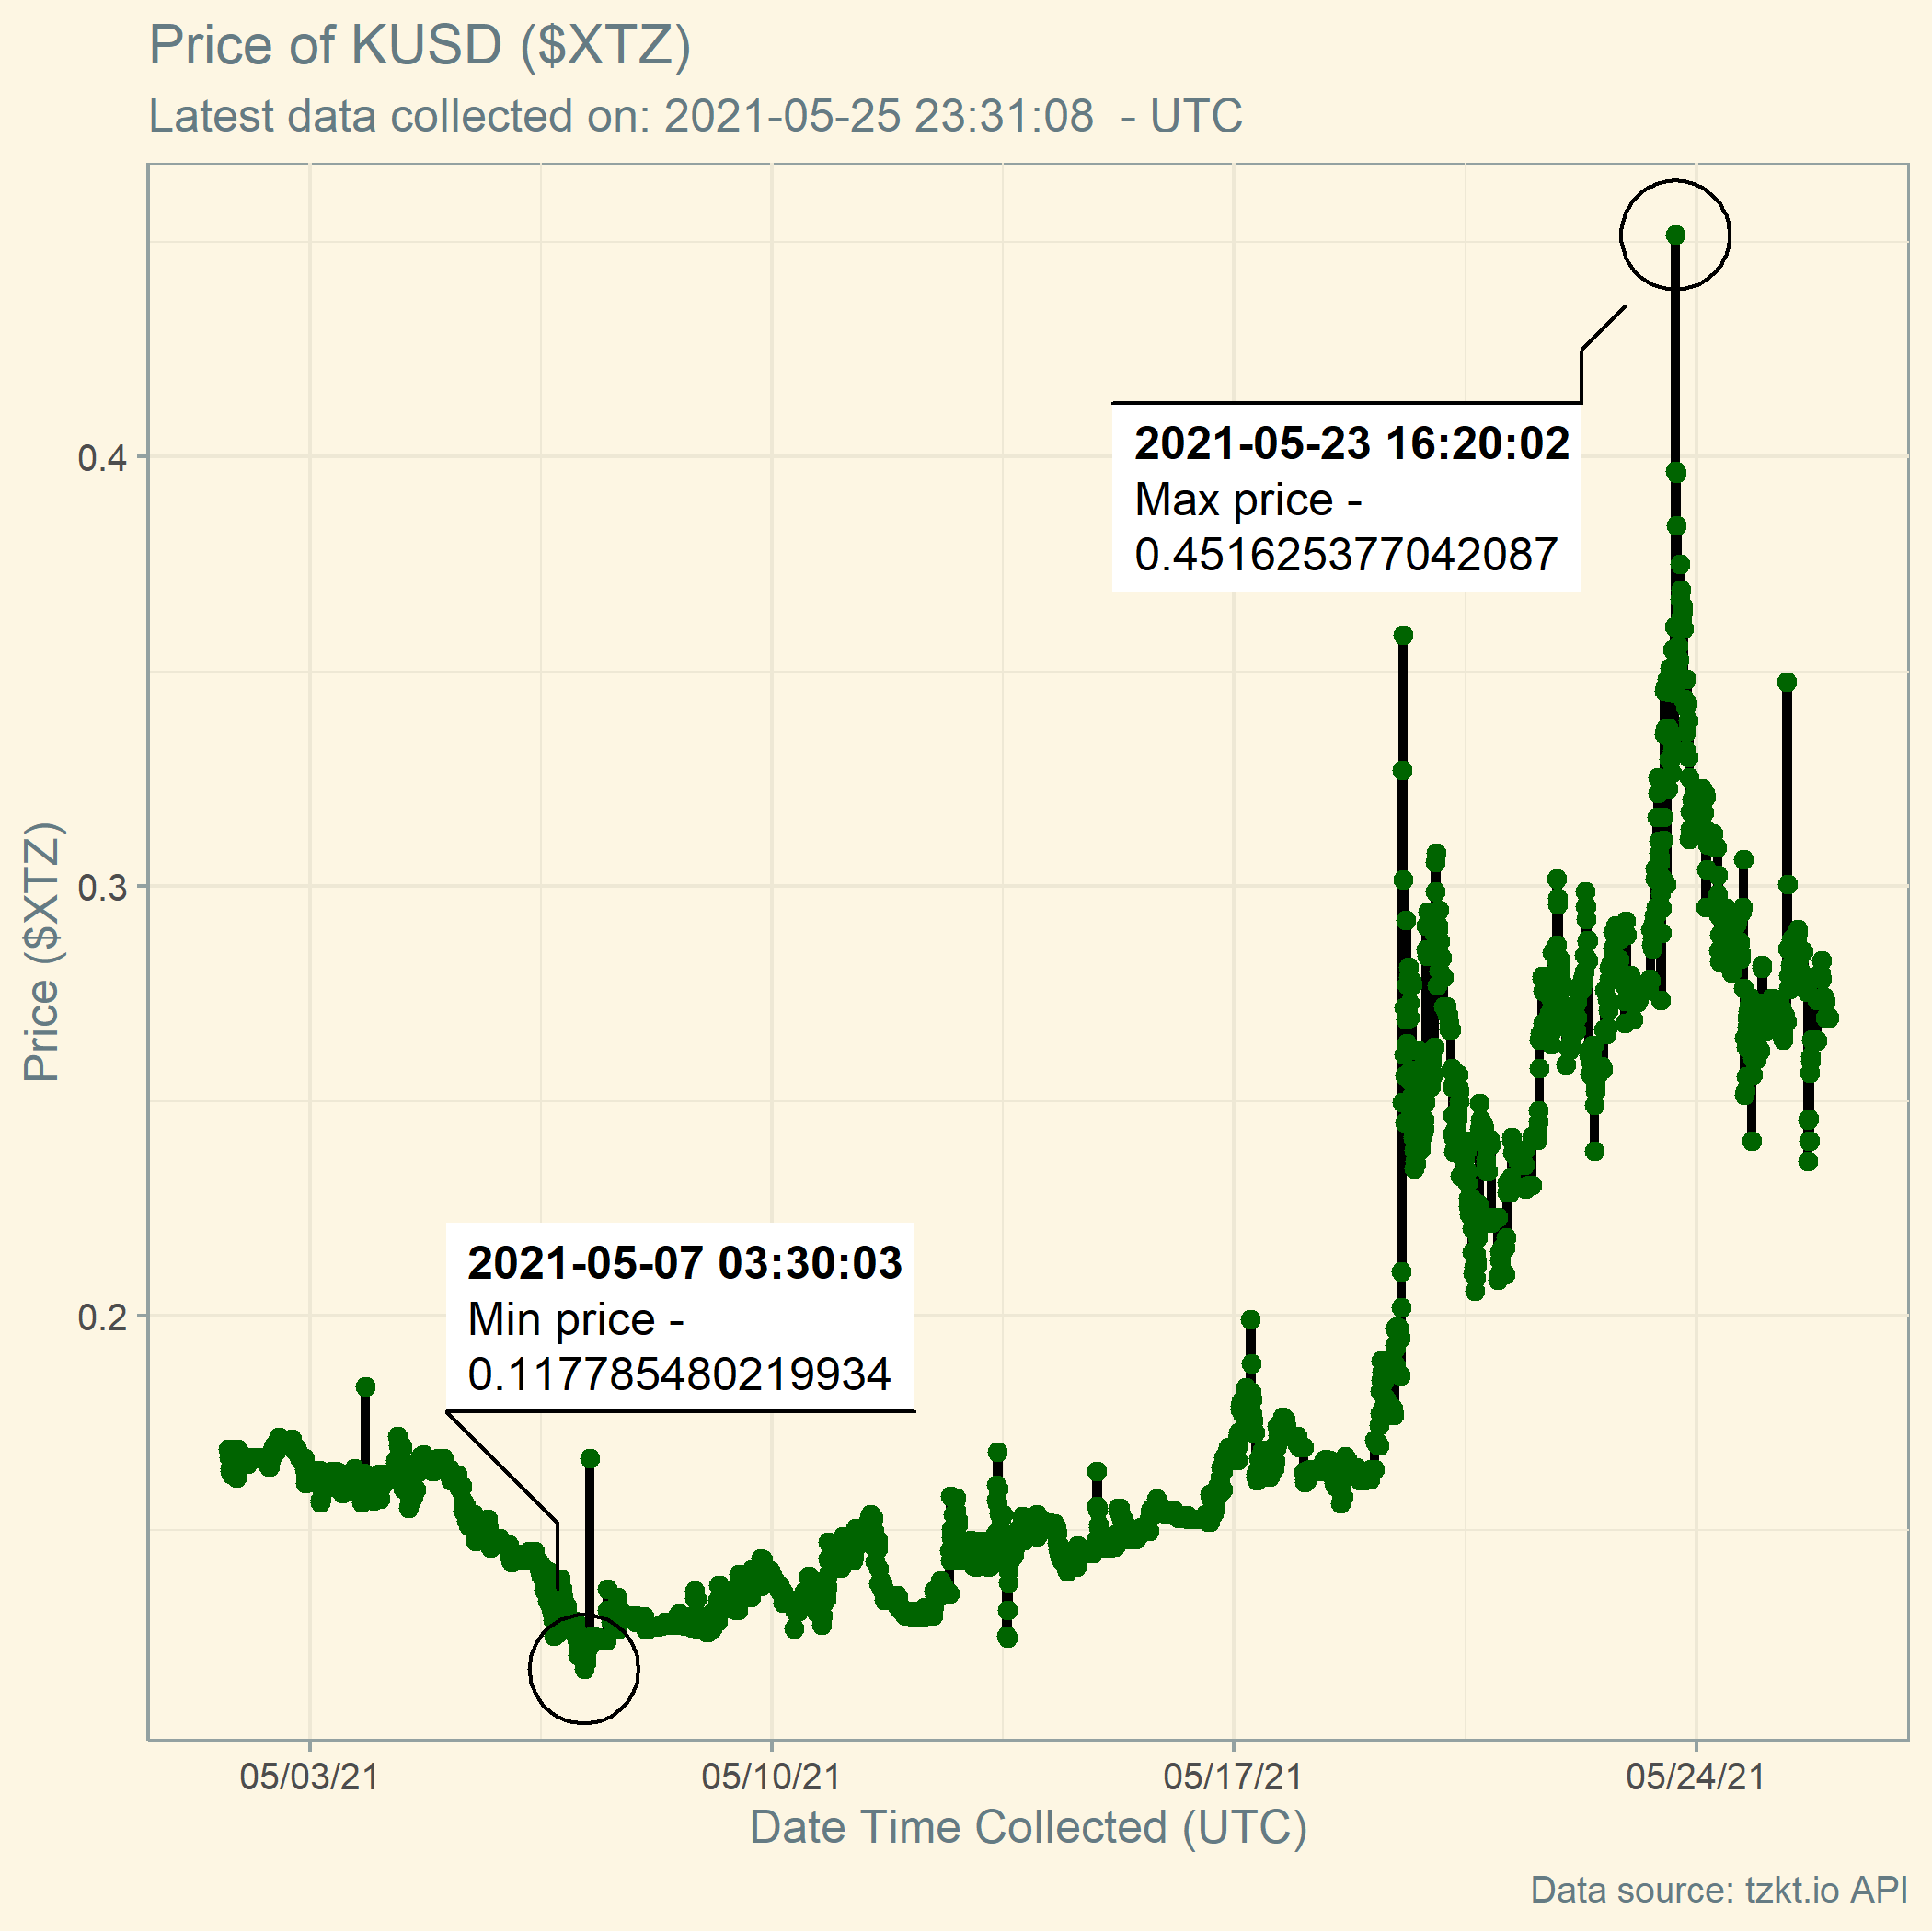 Price of KUSD ($XTZ)
Latest data collected on: 2021-05-25 23:31:08  - UTC
2021-05-23 16:20:02
Max price -
0.451625377042087
0.4
0.3
0.2
Price ($XTZ)
2021-05-07 03:30:03
Min price -
0.117785480219934
05/03/21
05/10/21
05/17/21
05/24/21
Date Time Collected (UTC)
Data source: tzkt.io API